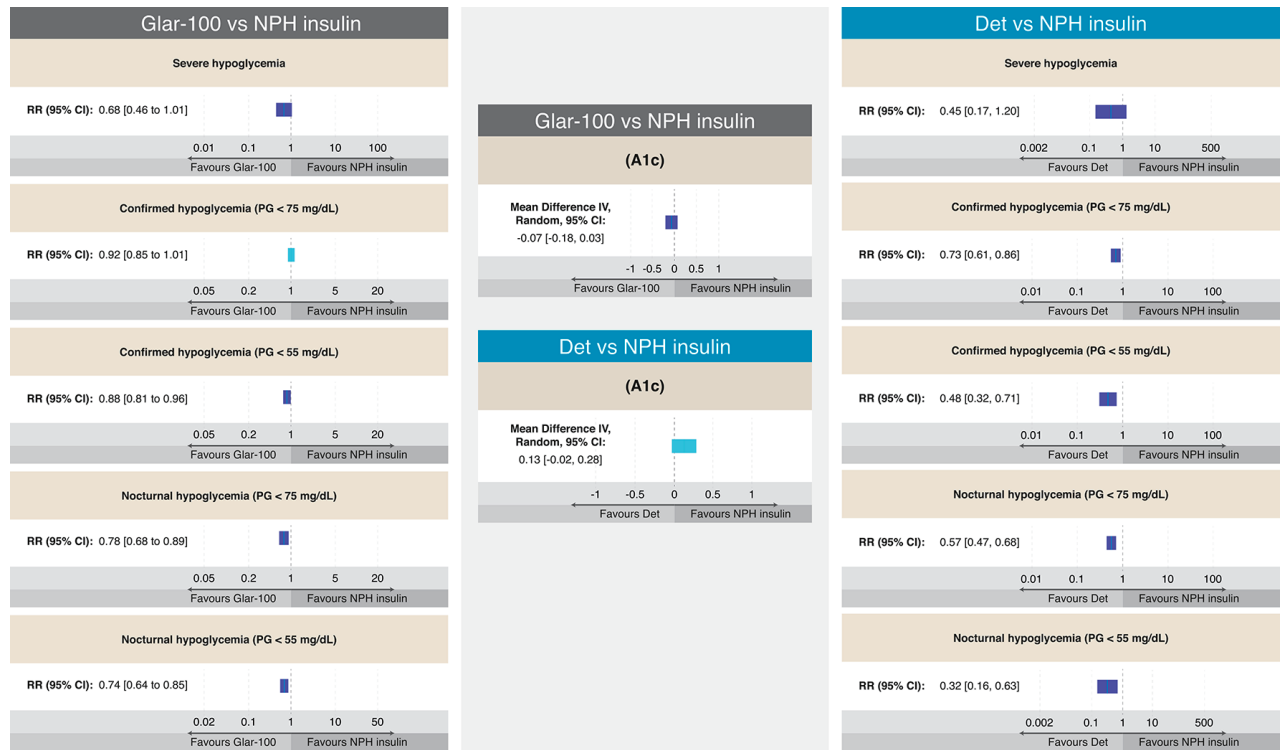 Glar-100 vs NPH insulin
Severe hypoglycemia
RR (95% CI): 0.68 [0.46 to 1.01]
0.01 0.1 1 10 100
Favours Glar-100 Favours NPH insulin
Confirmed hypoglycemia (PG < 75 mg/dL)
RR (95% CI): 0.92 [0.85 to 1.01]
0.05 0.2 1 5 20
Favours Glar-100 Favours NPH insulin
Confirmed hypoglycemia (PG < 55 mg/dL)
RR (95% CI): 0.88 [0.81 to 0.96]
0.05 0.2 1 5 20
Favours Glar-100 Favours NPH insulin
Nocturnal hypoglycemia (PG < 75 mg/dL)
RR (95% CI): 0.78 [0.68 to 0.89]
0.05 0.2 1 5 20
Favours Glar-100 Favours NPH insulin
Nocturnal hypoglycemia (PG < 55 mg/dL)
RR (95% CI): 0.74 [0.64 to 0.85]
0.02 0.1 1 10 50
Favours Glar-100 Favours NPH insulin
Glar-100 vs NPH insulin
(A1c)
Mean Difference IV,
Random, 95% CI:
-0.07 [-0.18, 0.03]
-1 -0.5 0 0.5 1
Favours Glar-100 Favours NPH insulin
Det vs NPH insulin
(A1c)
Mean Difference IV,
Random, 95% CI:
0.13 [-0.02, 0.28]
-1 -0.5 0 0.5 1
Favours Det Favours NPH insulin
Det vs NPH insulin
Severe hypoglycemia
RR (95% CI): 0.45 [0.17, 1.20]
0.002 0.1 1 10 500
Favours Det Favours NPH insulin
Confirmed hypoglycemia (PG < 75 mg/dL)
RR (95% CI): 0.73 [0.61, 0.86]
0.01 0.1 1 10 100
Favours Det Favours NPH insulin
Confirmed hypoglycemia (PG < 55 mg/dL)
RR (95% CI): 0.48 [0.32, 0.71]
0.01 0.1 1 10 100
Favours Det Favours NPH insulin
Nocturnal hypoglycemia (PG < 75 mg/dL)
RR (95% CI): 0.57 [0.47, 0.68]
0.01 0.1 1 10 100
Favours Det Favours NPH insulin
Nocturnal hypoglycemia (PG < 55 mg/dL)
RR (95% CI): 0.32 [0.16, 0.63]
0.002 0.1 1 10 500
Favours Det Favours NPH insulin